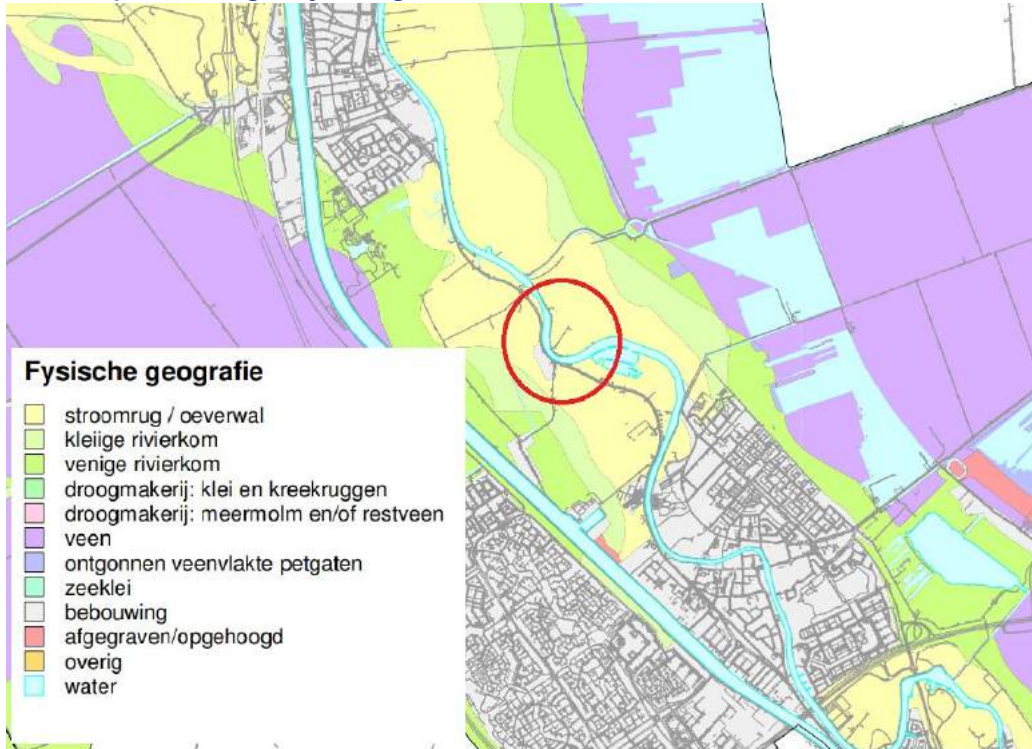 Fysische geografie
stroomrug / oeverwal
kleiige rivierkom
venige rivierkom
droogmakerij: klei en kreekruggen
droogmakerij: meermolm en/of restveen
veen
ontgonnen veenvlakte petgaten
zeeklei
bebouwing
afgegraven/opgehoogd
overig
water